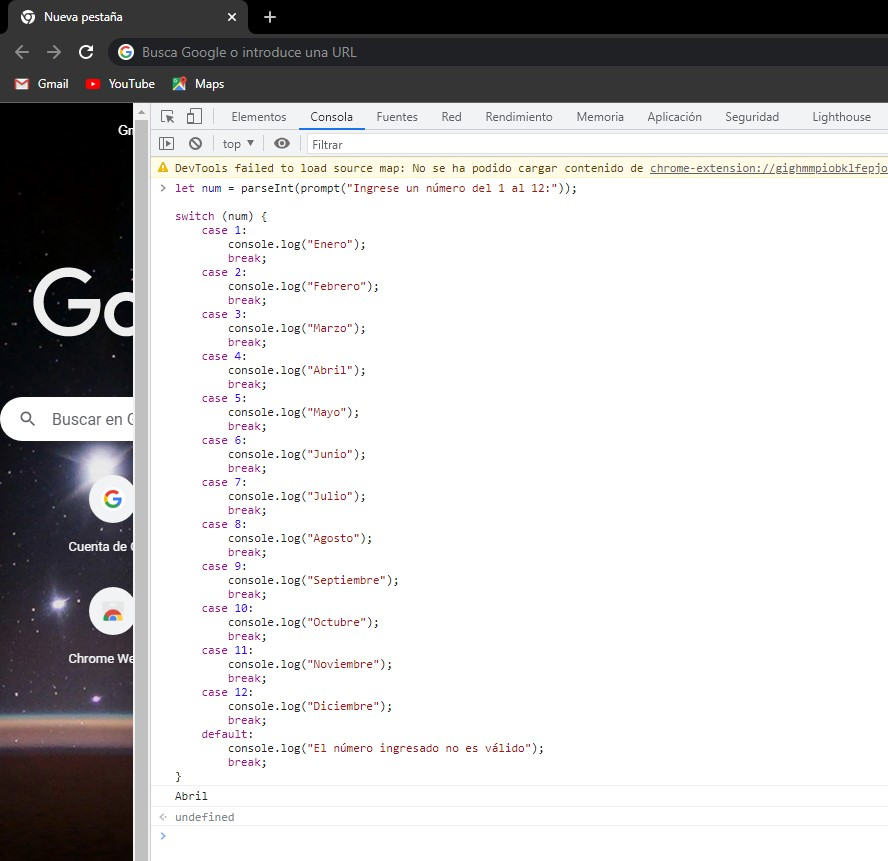 Nueva pestaña
Busca Google o introduce una URL
Gmail YouTube Maps
Elementos Consola Fuentes Red Rendimiento Memoria Aplicación Seguridad Lighthouse
top Filtrar
DevTools failed to load source map: No se ha podido cargar contenido de chrome-extension://gighmmpiobklfepjo
let num = parseInt(prompt("Ingrese un número del 1 al 12:"));
switch (num) {
case 1:
console.log("Enero");
break;
case 2:
console.log("Febrero");
break;
case 3:
console.log("Marzo");
break;
case 4:
console.log("Abril");
break;
case 5:
console.log("Mayo");
break;
case 6:
console.log("Junio");
break;
case 7:
console.log("Julio");
break;
case 8:
console.log("Agosto");
break;
case 9:
console.log("Septiembre");
break;
case 10:
console.log("Octubre");
break;
case 11:
console.log("Noviembre");
break;
case 12:
console.log("Diciembre");
break;
default:
console.log("El número ingresado no es válido");
break;
}
Abril
undefined
Gm
Go
Buscar en G
Cuenta de G
Chrome We